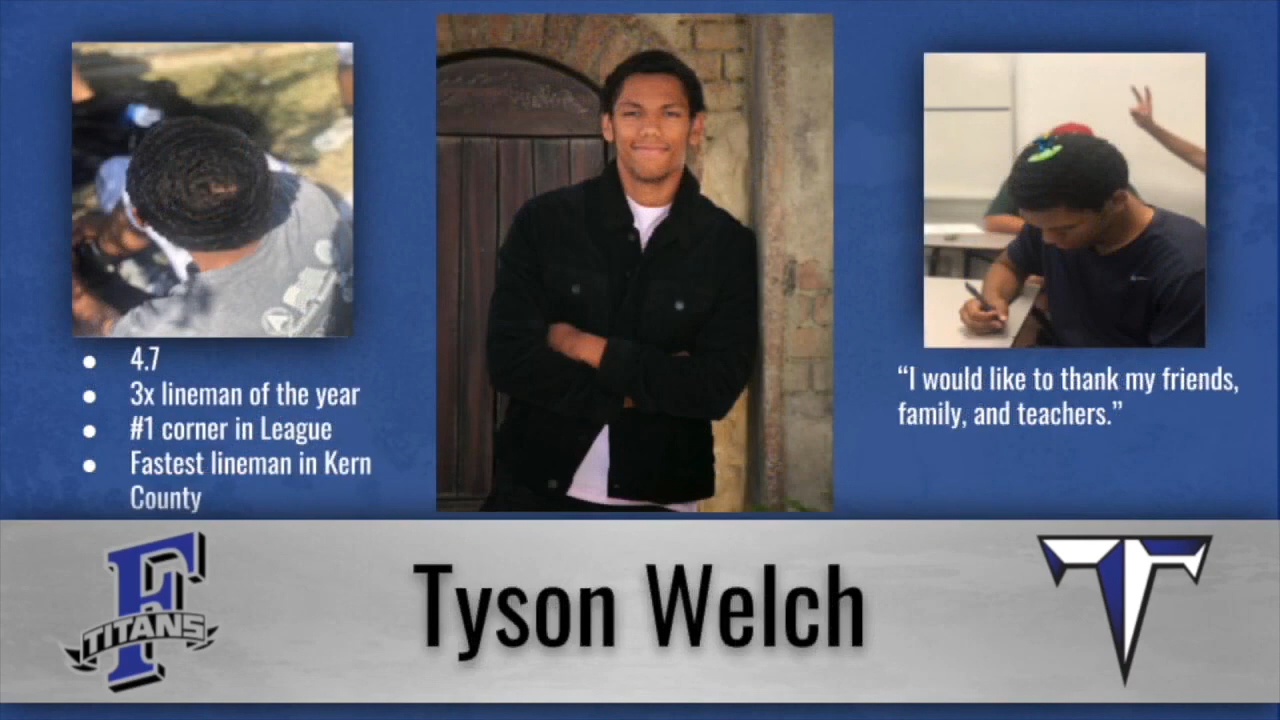 4.7
3x lineman of the year
#1 corner in League
Fastest lineman in Kern
County
“I would like to thank my friends,
family, and teachers.”
Tyson Welch
F
TITANS
T